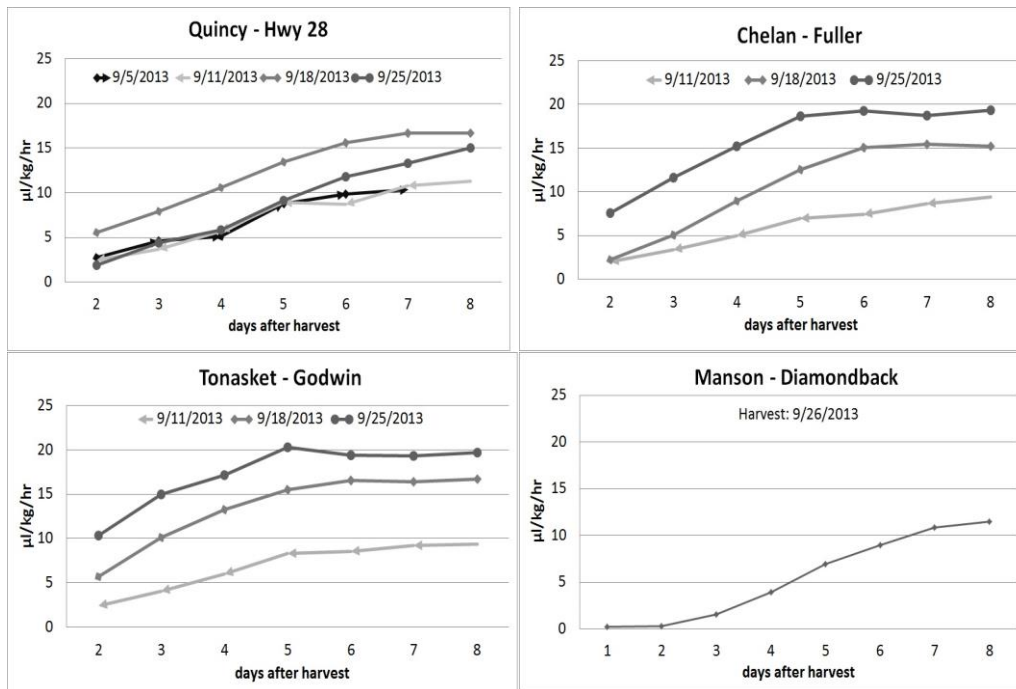 Quincy - Hwy 28
9/5/2013 9/11/2013 9/18/2013 9/25/2013
µl/kg/hr
25
20
15
10
5
0
2 3 4 5 6 7 8
days after harvest
Chelan - Fuller
9/11/2013 9/18/2013 9/25/2013
µl/kg/hr
25
20
15
10
5
0
2 3 4 5 6 7 8
days after harvest
Tonasket - Godwin
9/11/2013 9/18/2013 9/25/2013
µl/kg/hr
25
20
15
10
5
0
2 3 4 5 6 7 8
days after harvest
Manson - Diamondback
Harvest: 9/26/2013
µl/kg/hr
25
20
15
10
5
0
1 2 3 4 5 6 7 8
days after harvest